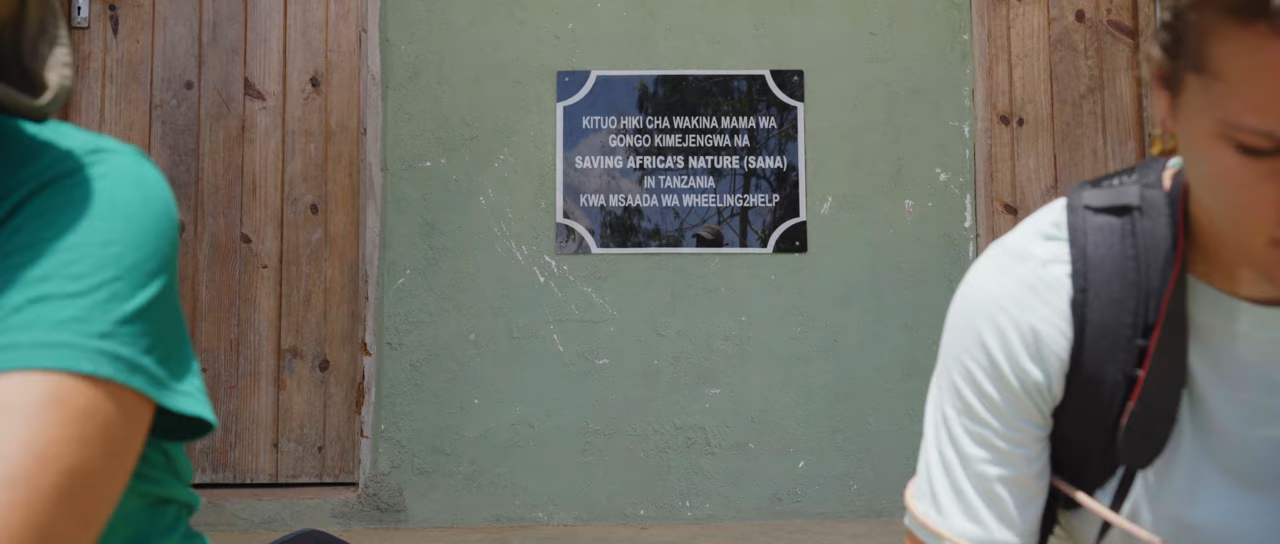 KITUO HIKI CHA WAKINA MAMA WA
GONGO KIMEJENGWA NA
SAVING AFRICA'S NATURE (SANA)
IN TANZANIA
KWA MSAADA WA WHEELING2HELP